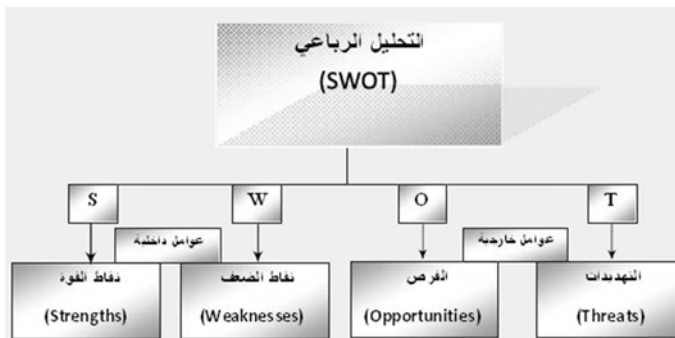 التحليل الرباعي
(SWOT)
S
W
O
T
عوامل داخلية
عوامل خارجية
نقاط القوة
(Strengths)
نقاط الضعف
(Weaknesses)
الفرص
(Opportunities)
التهديدات
(Threats)